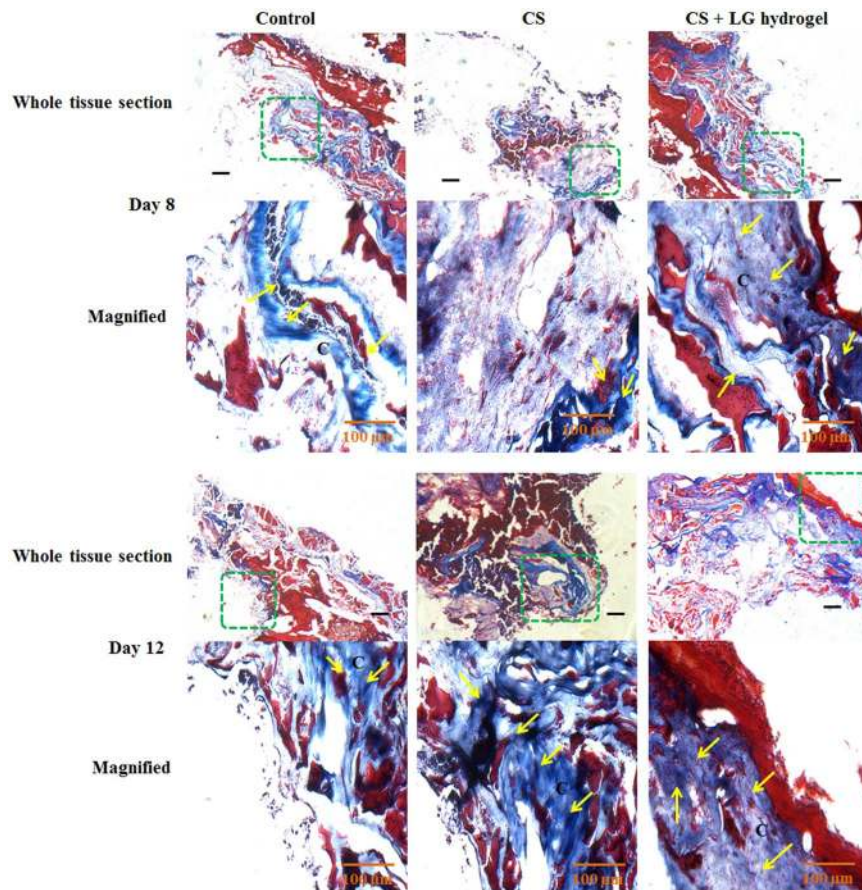 Control CS CS + LG hydrogel
Whole tissue section
Day 8
Magnified
C C
100 µm 100 µm 100 µm
Whole tissue section
Day 12
C
Magnified
C C
100 µm 100 µm 100 µm